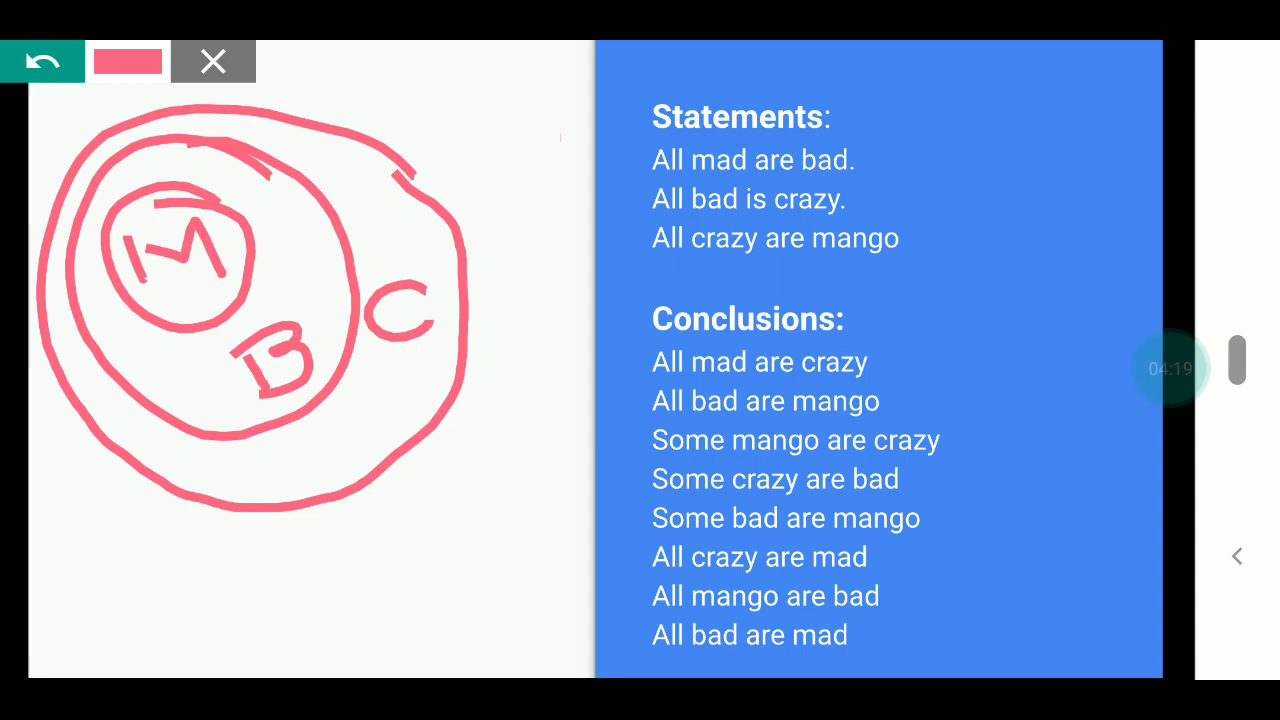 M
B
C
Statements:
All mad are bad.
All bad is crazy.
All crazy are mango
Conclusions:
All mad are crazy
All bad are mango
Some mango are crazy
Some crazy are bad
Some bad are mango
All crazy are mad
All mango are bad
All bad are mad
04:19